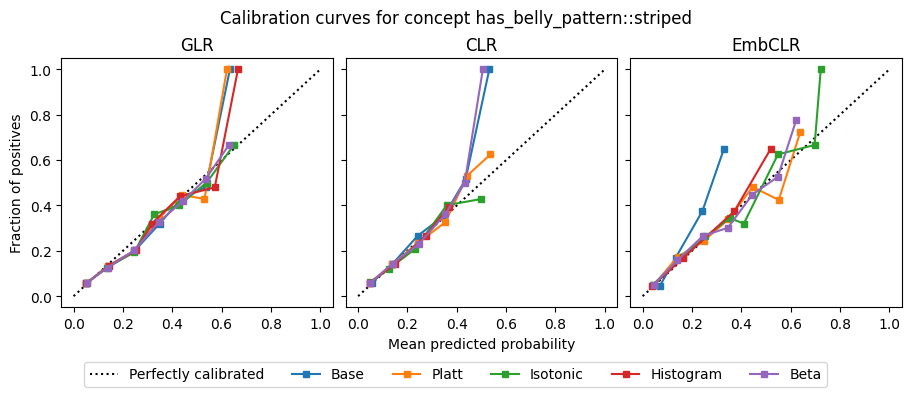 Calibration curves for concept has_belly_pattern::striped
GLR
CLR
EmbCLR
Fraction of positives
1.0
0.8
0.6
0.4
0.2
0.0
0.0 0.2 0.4 0.6 0.8 1.0
0.0 0.2 0.4 0.6 0.8 1.0
0.0 0.2 0.4 0.6 0.8 1.0
Mean predicted probability
Perfectly calibrated Base Platt Isotonic Histogram Beta